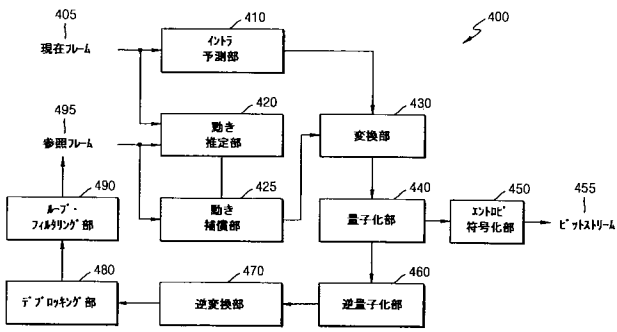 405
現在フレーム
410
イントラ
予測部
400
495
参照フレーム
420
動き
推定部
430
変換部
490
ループ・
フィルタリング部
425
動き
補償部
440
量子化部
450
エントロピ
符号化部
455
ビットストリーム
480
デブロッキング部
470
逆変換部
460
逆量子化部